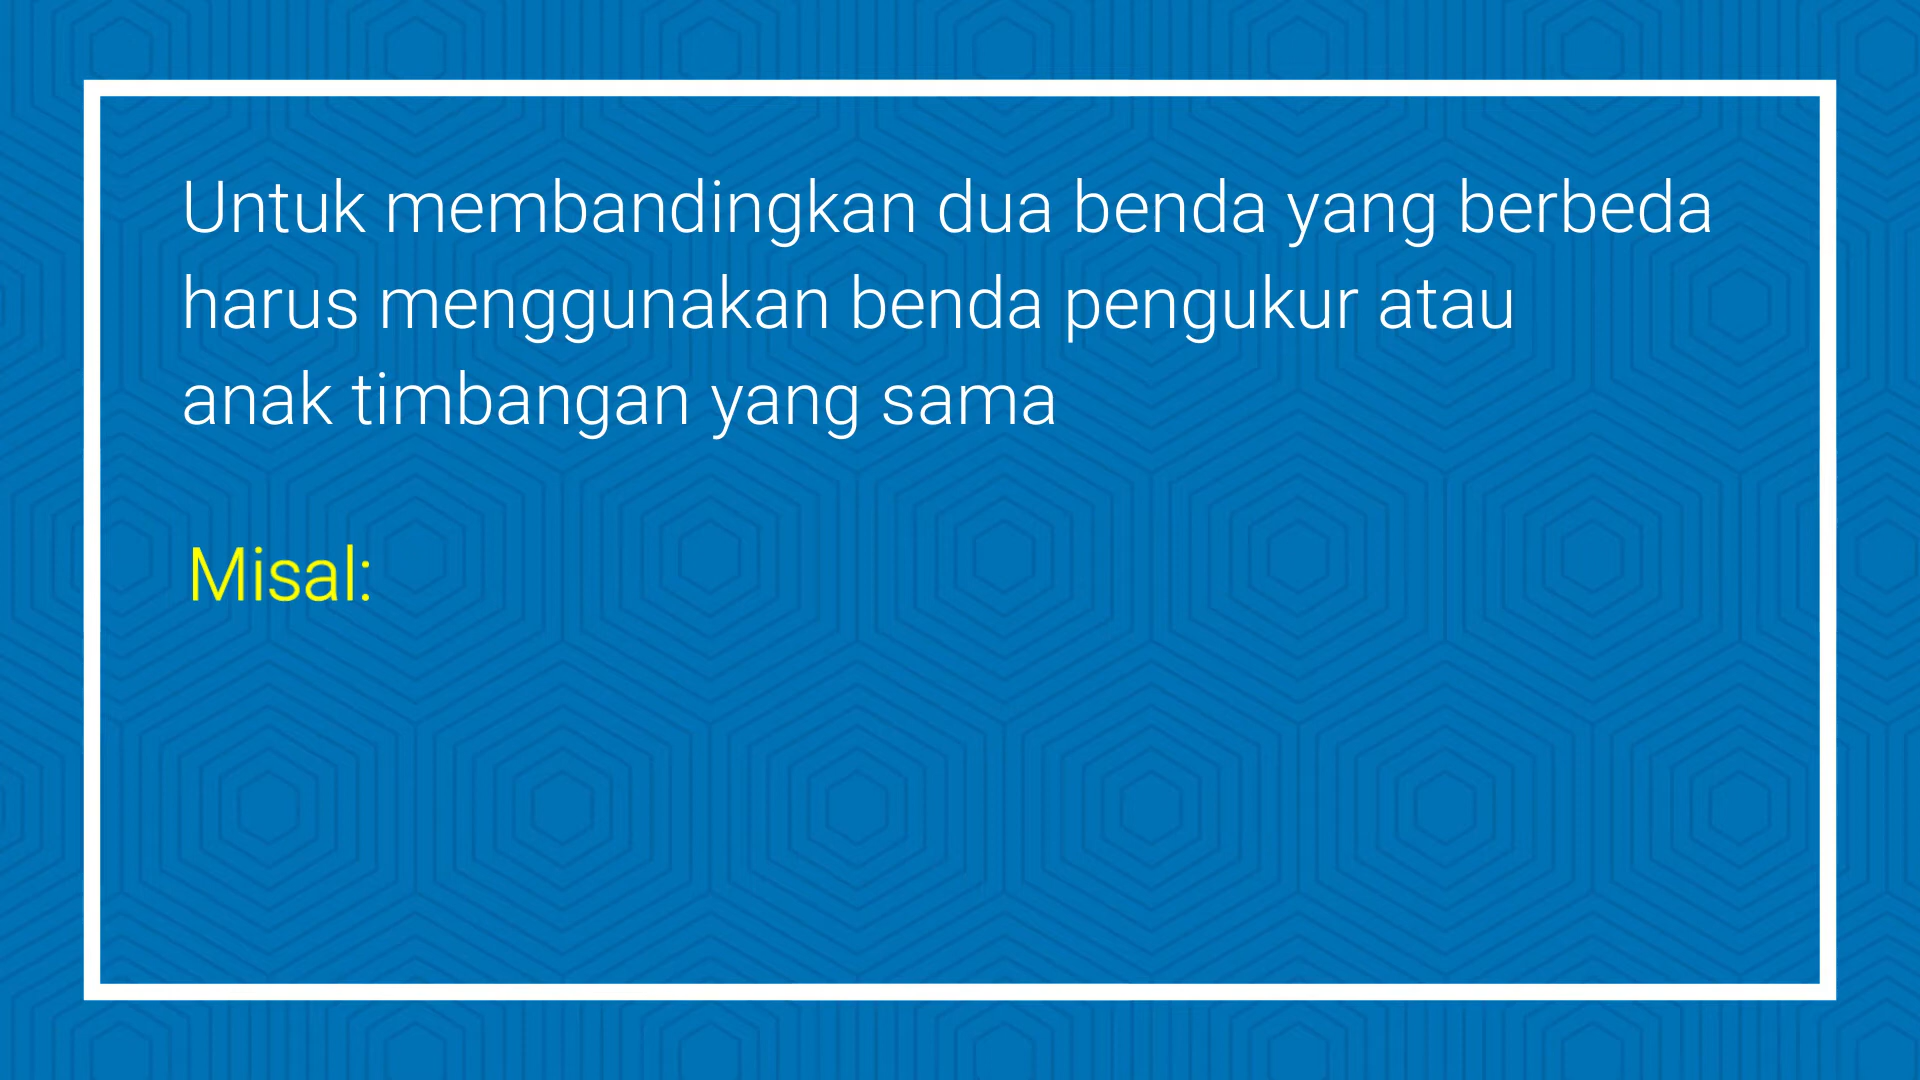 Untuk membandingkan dua benda yang berbeda
harus menggunakan benda pengukur atau
anak timbangan yang sama
Misal: